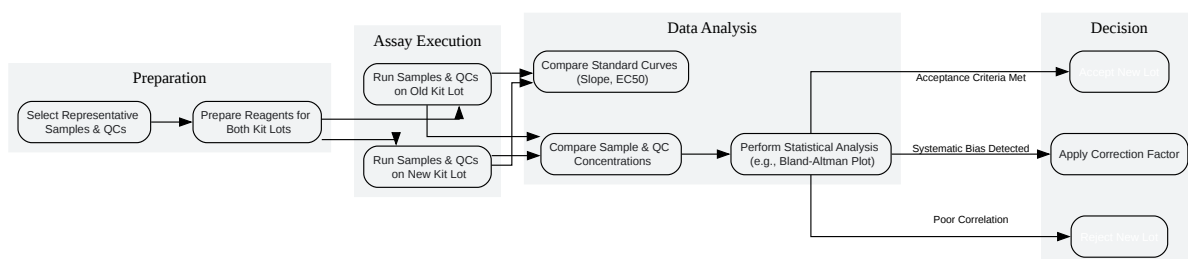 Preparation
Select Representative
Samples & QCs
Prepare Reagents for
Both Kit Lots
Assay Execution
Run Samples & QCs
on Old Kit Lot
Run Samples & QCs
on New Kit Lot
Data Analysis
Compare Standard Curves
(Slope, EC50)
Compare Sample & QC
Concentrations
Perform Statistical Analysis
(e.g., Bland-Altman Plot)
Acceptance Criteria Met
Systematic Bias Detected
Poor Correlation
Decision
Accept New Lot
Apply Correction Factor
Reject New Lot